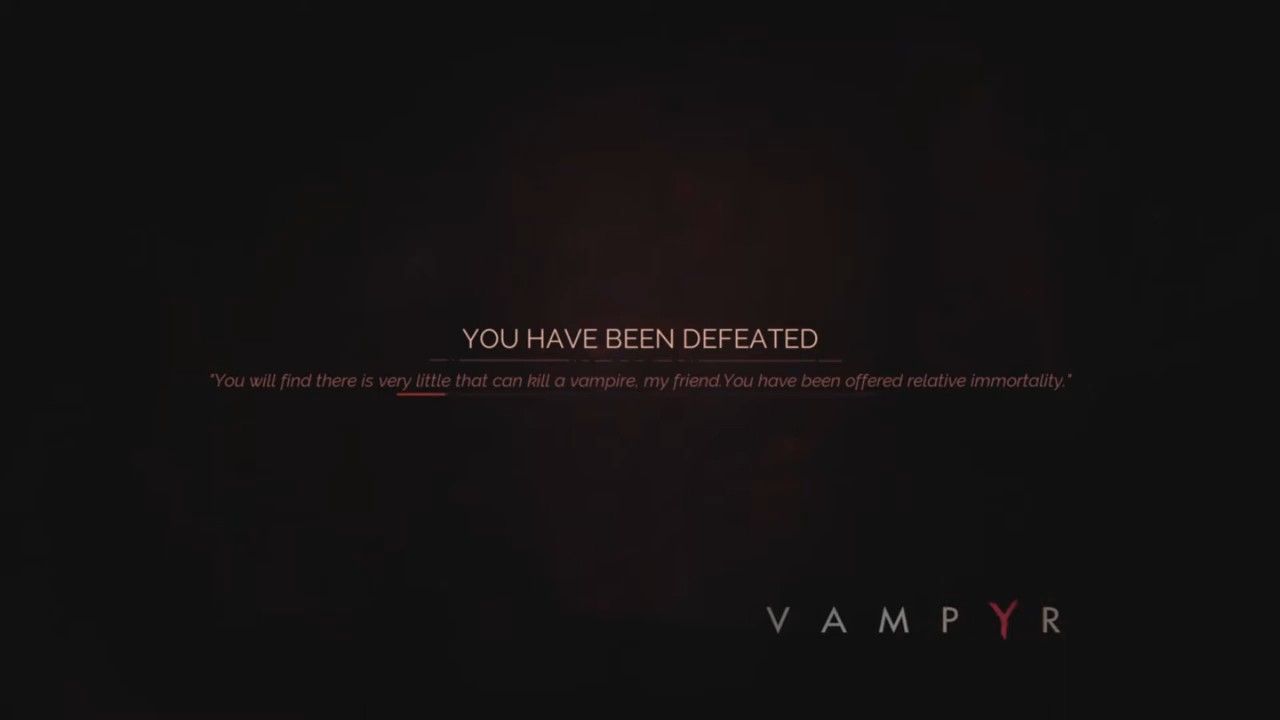 YOU HAVE BEEN DEFEATED
"You will find there is very little that can kill a vampire, my friend.You have been offered relative immortality."
VAMPYR